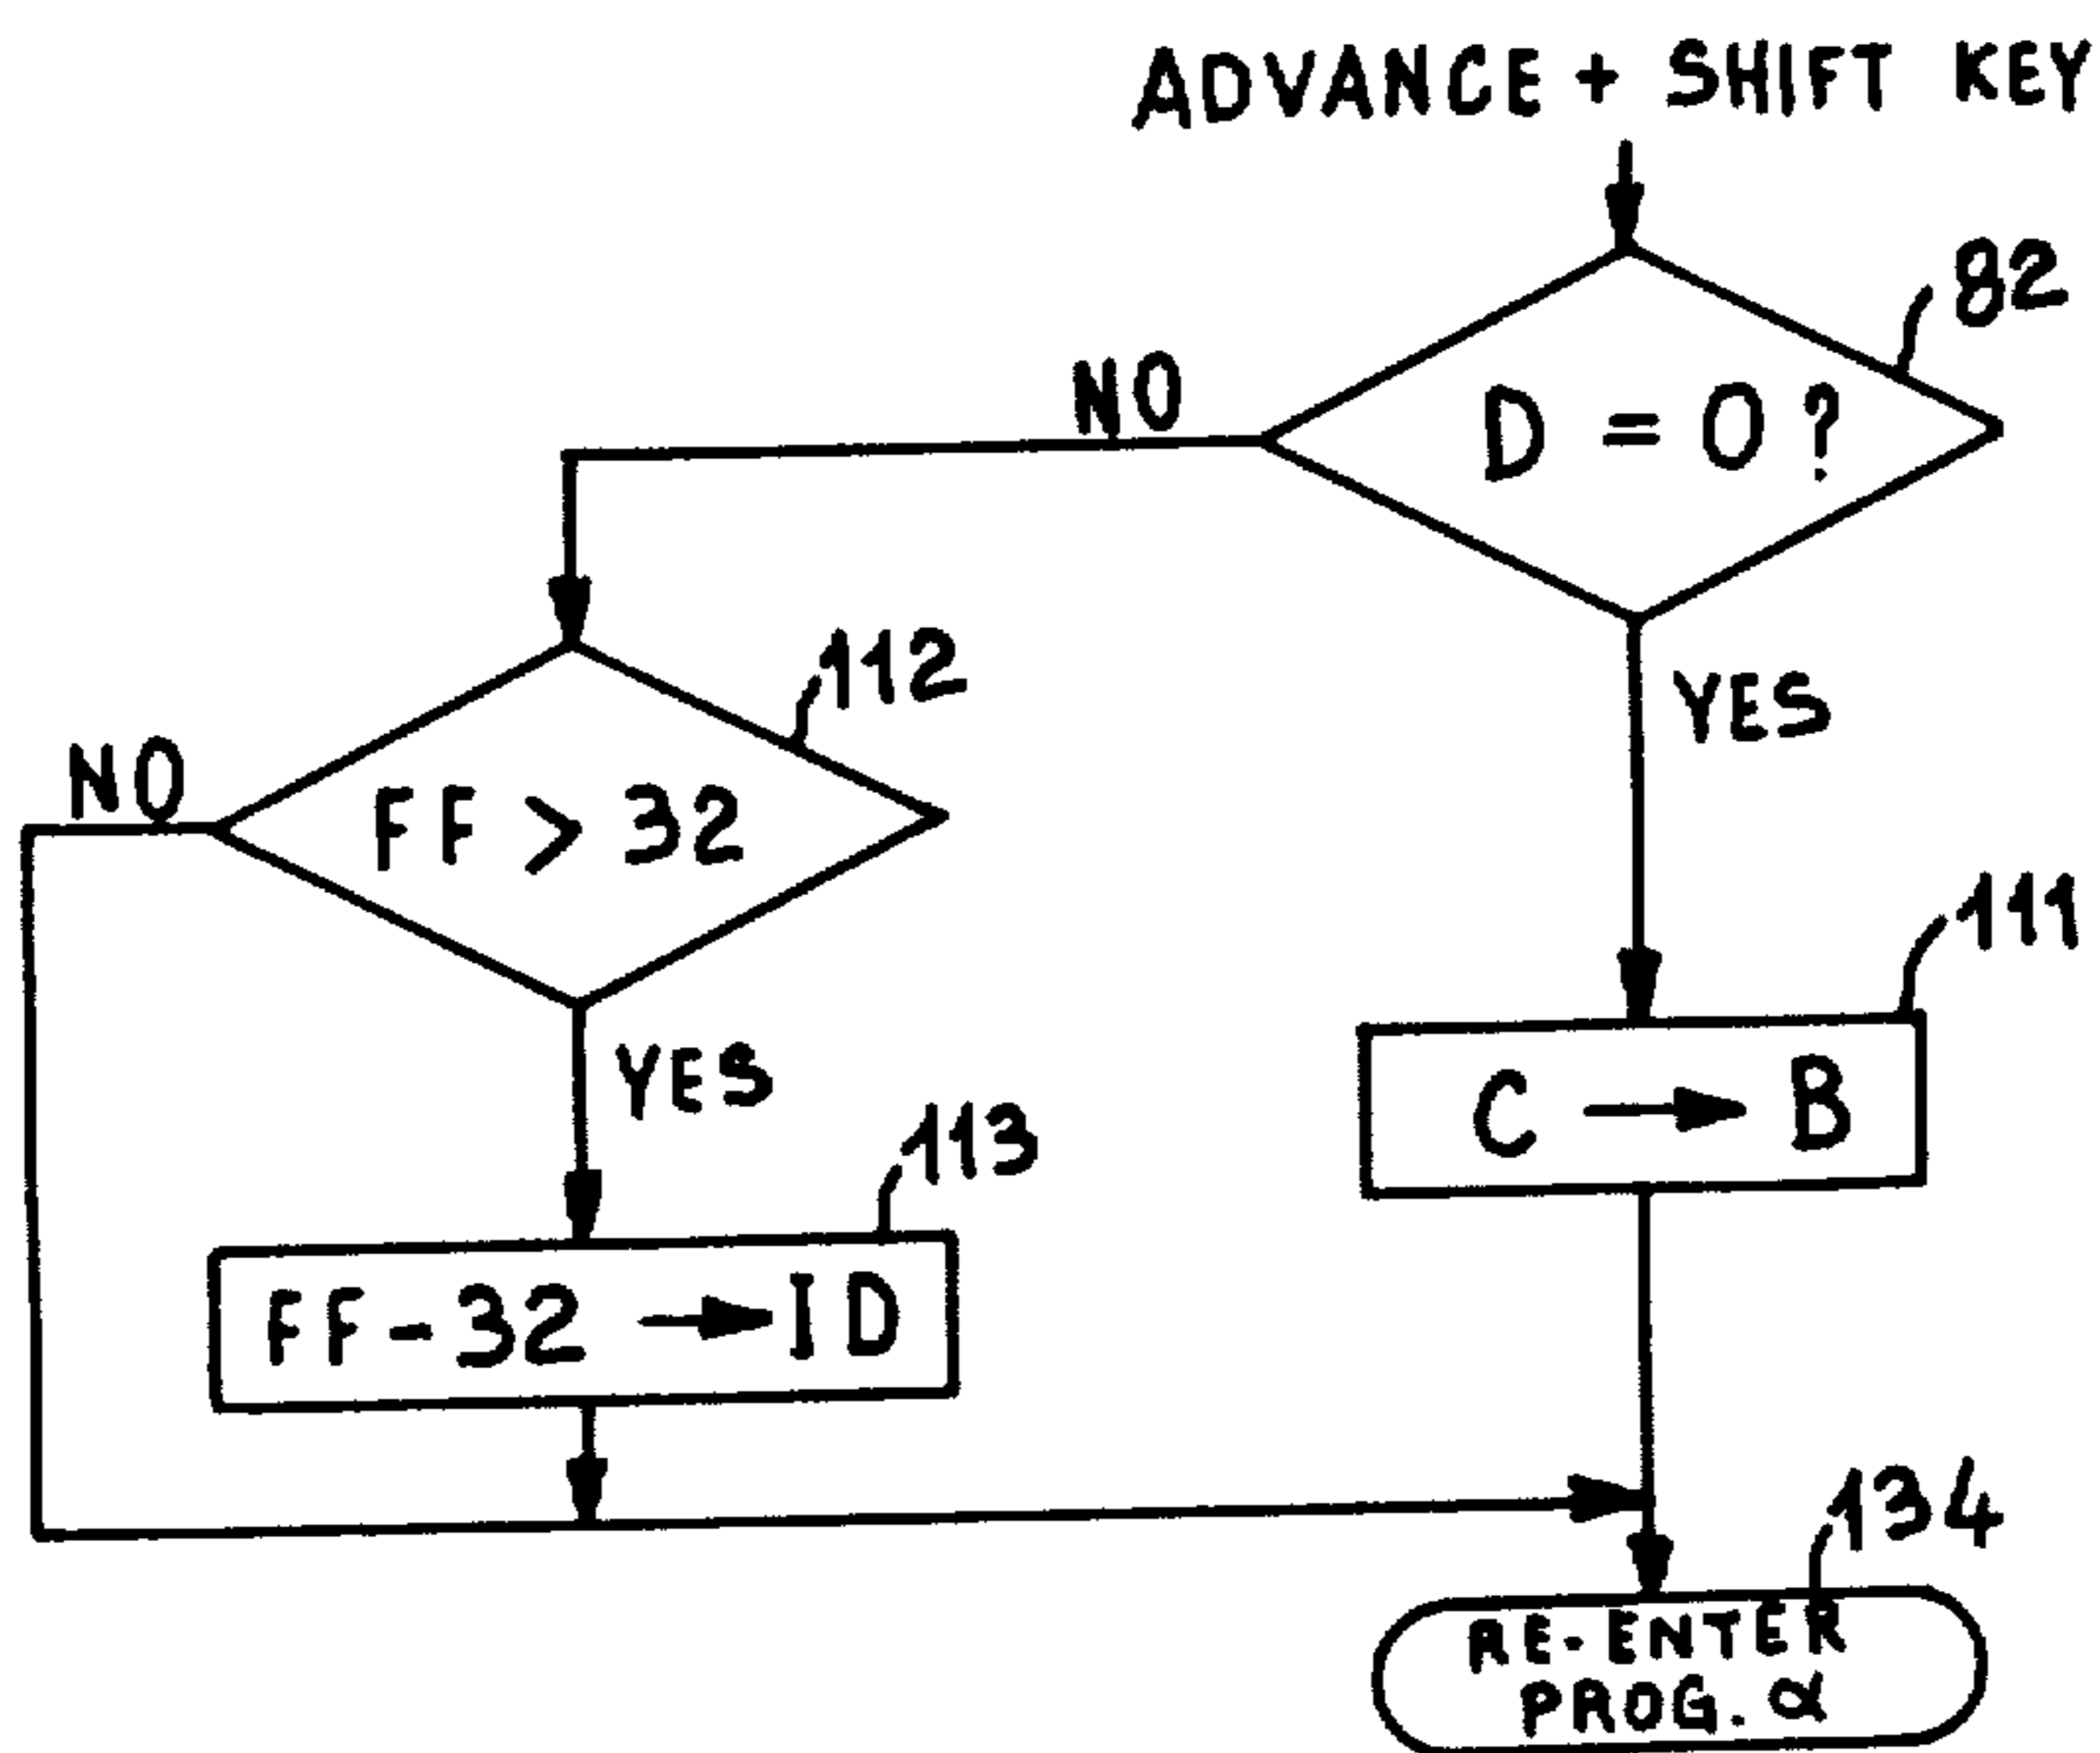 ADVANCE + SHIFT KEY
82
D = 0 ?
NO
YES
112
FF > 32
NO
YES
111
C → B
113
FF-32 → ID
134
RE-ENTER
PROG. α